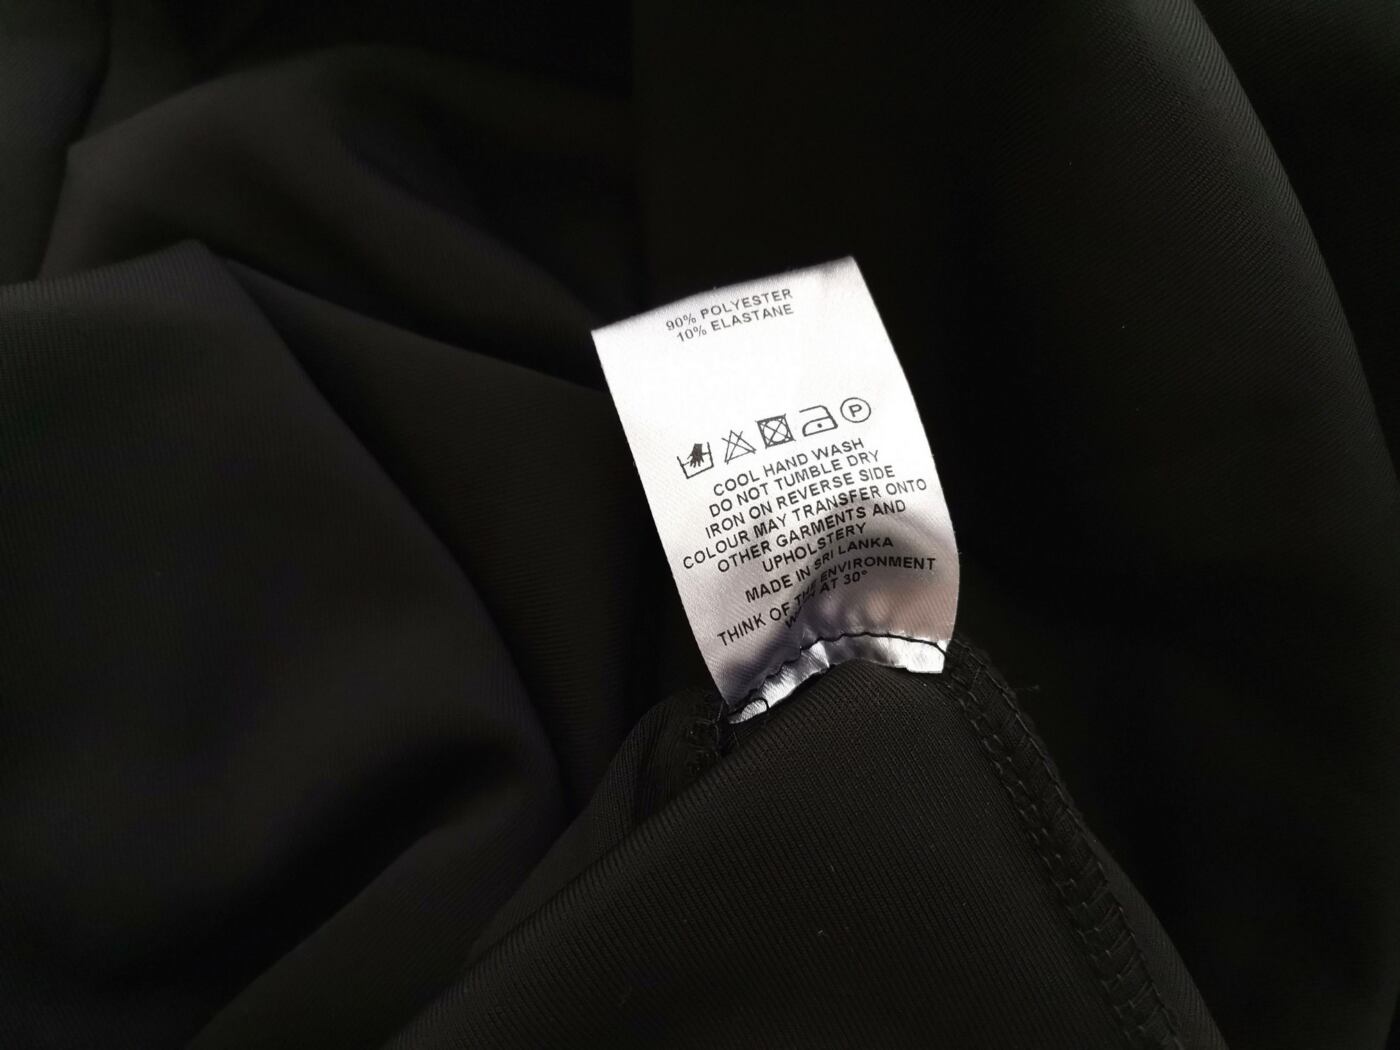 90% POLYESTER
10% ELASTANE
P
COOL HAND WASH
DO NOT TUMBLE DRY
IRON ON REVERSE SIDE
COLOUR MAY TRANSFER ONTO
OTHER GARMENTS AND
UPHOLSTERY
MADE IN SRI LANKA
THINK OF THE ENVIRONMENT
AT 30°